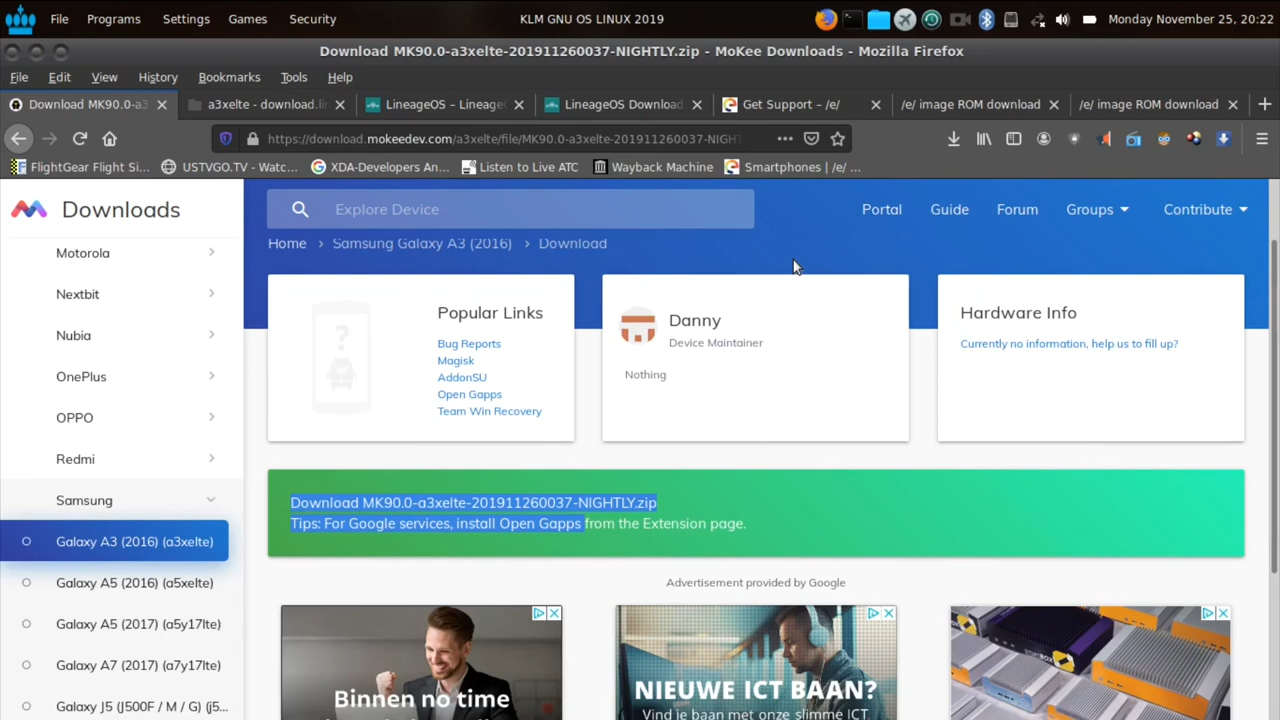 File Programs Settings Games Security KLM GNU OS LINUX 2019 Monday November 25, 20:22
Download MK90.0-a3xelte-201911260037-NIGHTLY.zip - MoKee Downloads - Mozilla Firefox
File Edit View History Bookmarks Tools Help
Download MK90.0-a3 a3xelte - download.li LineageOS – Lineage LineageOS Download Get Support – /e/ /e/ image ROM download /e/ image ROM download
https://download.mokeedev.com/a3xelte/file/MK90.0-a3xelte-201911260037-NIGHT
FlightGear Flight Si... USTVGO.TV - Watc... XDA-Developers An... Listen to Live ATC Wayback Machine Smartphones | /e/ ...
Downloads
Explore Device
Portal Guide Forum Groups Contribute
Home › Samsung Galaxy A3 (2016) › Download
Motorola
Nextbit
Nubia
OnePlus
OPPO
Redmi
Samsung
Galaxy A3 (2016) (a3xelte)
Galaxy A5 (2016) (a5xelte)
Galaxy A5 (2017) (a5y17lte)
Galaxy A7 (2017) (a7y17lte)
Galaxy J5 (J500F / M / G) (j5...
Popular Links
Bug Reports
Magisk
AddonSU
Open Gapps
Team Win Recovery
Danny
Device Maintainer
Nothing
Hardware Info
Currently no information, help us to fill up?
Download MK90.0-a3xelte-201911260037-NIGHTLY.zip
Tips: For Google services, install Open Gapps from the Extension page.
Advertisement provided by Google
Binnen no time
NIEUWE ICT BAAN?
Vind je baan met onze slimme ICT